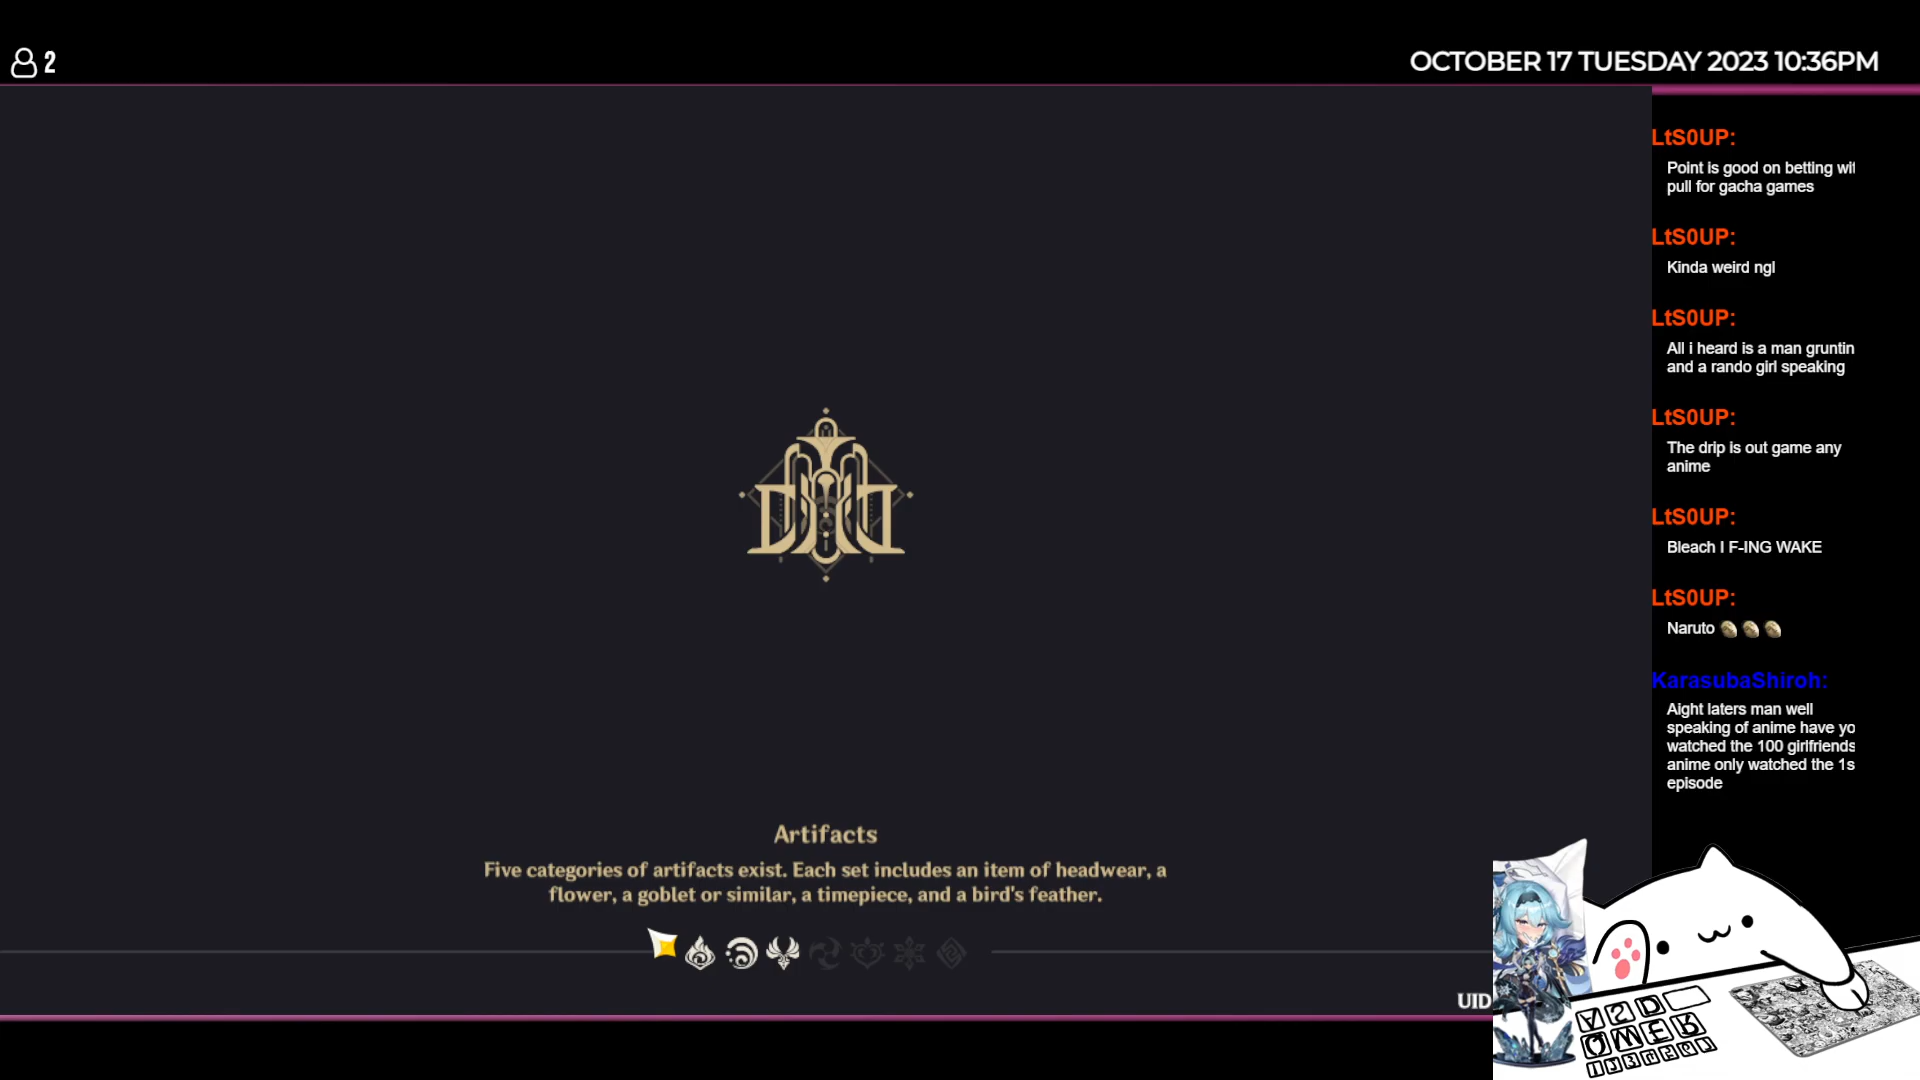 2
OCTOBER 17 TUESDAY 2023 10:36PM
LtS0UP:
Point is good on betting wit
pull for gacha games
LtS0UP:
Kinda weird ngl
LtS0UP:
All i heard is a man gruntin
and a rando girl speaking
LtS0UP:
The drip is out game any
anime
LtS0UP:
Bleach I F-ING WAKE
LtS0UP:
Naruto
KarasubaShiroh:
Aight laters man well
speaking of anime have yo
watched the 100 girlfriends
anime only watched the 1s
episode
Artifacts
Five categories of artifacts exist. Each set includes an item of headwear, a
flower, a goblet or similar, a timepiece, and a bird's feather.
UID